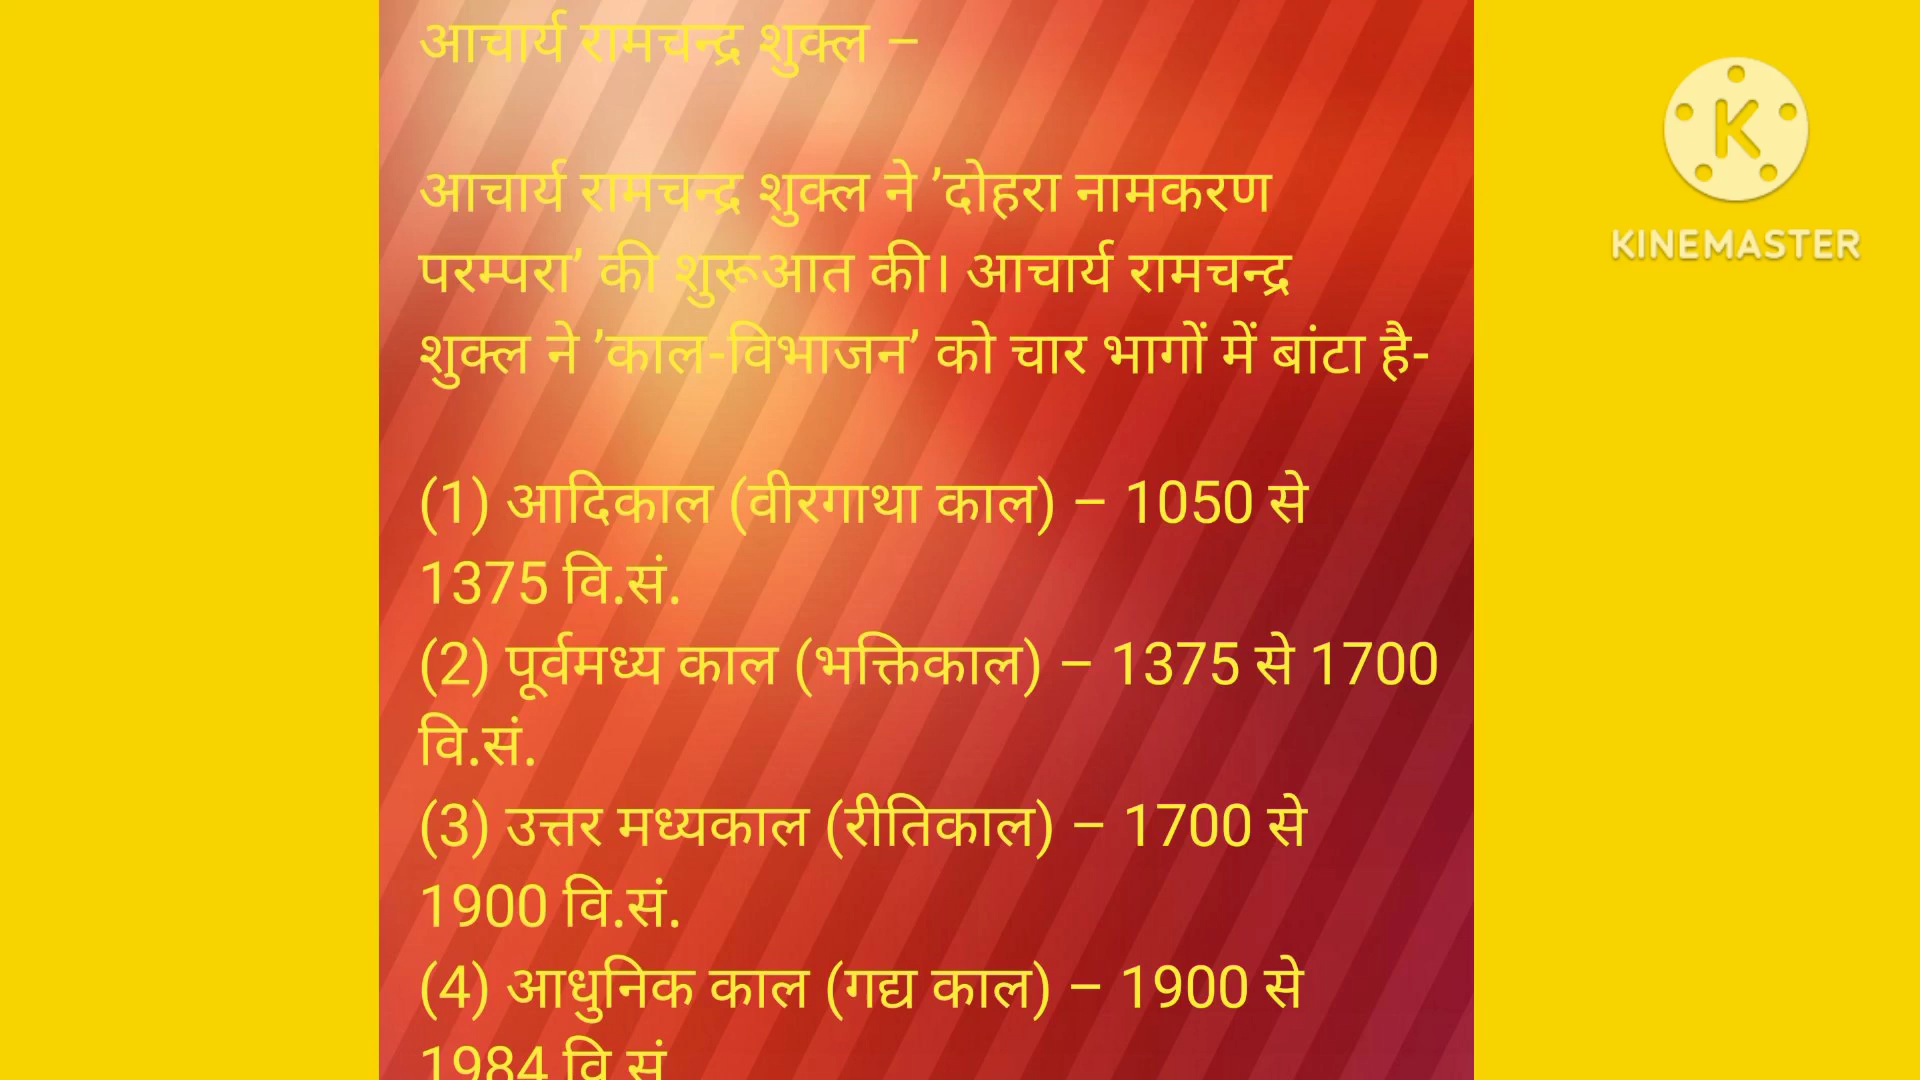 आचार्य रामचन्द्र शुक्ल –
आचार्य रामचन्द्र शुक्ल ने ’दोहरा नामकरण
परम्परा’ की शुरूआत की। आचार्य रामचन्द्र
शुक्ल ने ’काल-विभाजन’ को चार भागों में बांटा है-
(1) आदिकाल (वीरगाथा काल) – 1050 से
1375 वि.सं.
(2) पूर्वमध्य काल (भक्तिकाल) – 1375 से 1700
वि.सं.
(3) उत्तर मध्यकाल (रीतिकाल) – 1700 से
1900 वि.सं.
(4) आधुनिक काल (गद्य काल) – 1900 से
1984 वि.सं
KINEMASTER